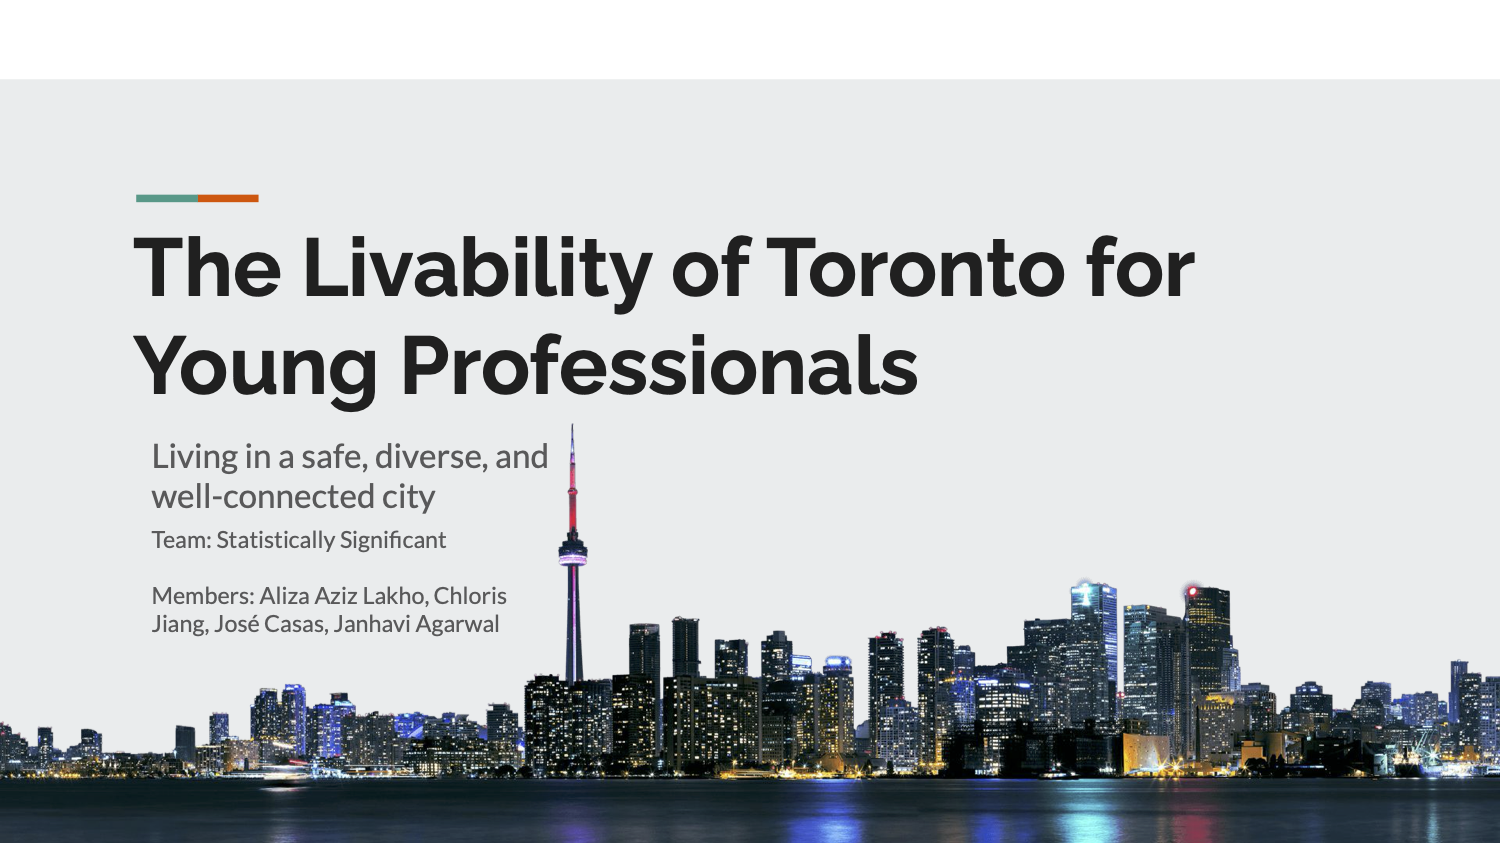 The Livability of Toronto for
Young Professionals
Living in a safe, diverse, and
well-connected city
Team: Statistically Significant
Members: Aliza Aziz Lakho, Chloris
Jiang, José Casas, Janhavi Agarwal